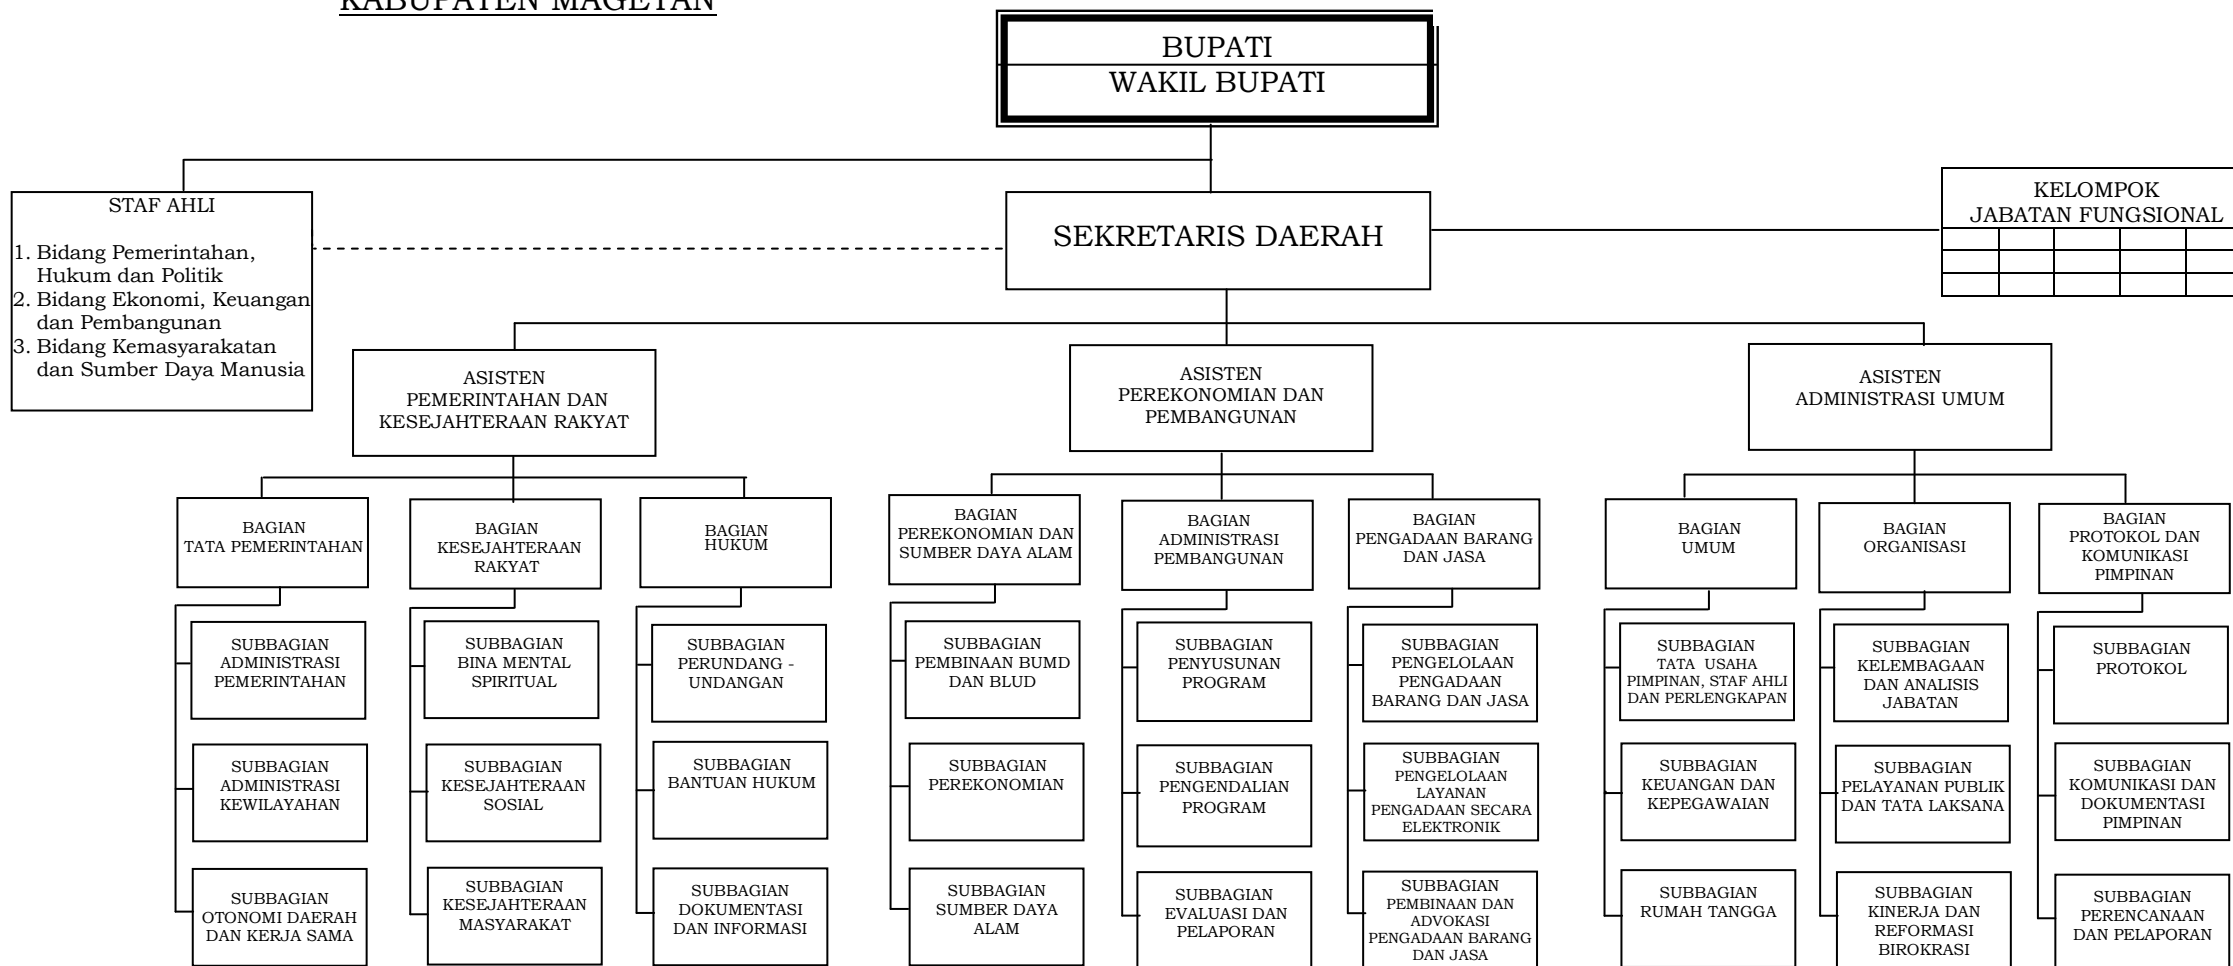 KABUPATEN MAGETAN
BUPATI
WAKIL BUPATI
STAF AHLI
1. Bidang Pemerintahan,
Hukum dan Politik
2. Bidang Ekonomi, Keuangan
dan Pembangunan
3. Bidang Kemasyarakatan
dan Sumber Daya Manusia
SEKRETARIS DAERAH
KELOMPOK
JABATAN FUNGSIONAL
ASISTEN
PEMERINTAHAN DAN
KESEJAHTERAAN RAKYAT
ASISTEN
PEREKONOMIAN DAN
PEMBANGUNAN
ASISTEN
ADMINISTRASI UMUM
BAGIAN
TATA PEMERINTAHAN
BAGIAN
KESEJAHTERAAN
RAKYAT
BAGIAN
HUKUM
BAGIAN
PEREKONOMIAN DAN
SUMBER DAYA ALAM
BAGIAN
ADMINISTRASI
PEMBANGUNAN
BAGIAN
PENGADAAN BARANG
DAN JASA
BAGIAN
UMUM
BAGIAN
ORGANISASI
BAGIAN
PROTOKOL DAN
KOMUNIKASI
PIMPINAN
SUBBAGIAN
ADMINISTRASI
PEMERINTAHAN
SUBBAGIAN
BINA MENTAL
SPIRITUAL
SUBBAGIAN
PERUNDANG -
UNDANGAN
SUBBAGIAN
PEMBINAAN BUMD
DAN BLUD
SUBBAGIAN
PENYUSUNAN
PROGRAM
SUBBAGIAN
PENGELOLAAN
PENGADAAN
BARANG DAN JASA
SUBBAGIAN
TATA USAHA
PIMPINAN, STAF AHLI
DAN PERLENGKAPAN
SUBBAGIAN
KELEMBAGAAN
DAN ANALISIS
JABATAN
SUBBAGIAN
PROTOKOL
SUBBAGIAN
ADMINISTRASI
KEWILAYAHAN
SUBBAGIAN
KESEJAHTERAAN
SOSIAL
SUBBAGIAN
BANTUAN HUKUM
SUBBAGIAN
PEREKONOMIAN
SUBBAGIAN
PENGENDALIAN
PROGRAM
SUBBAGIAN
PENGELOLAAN
LAYANAN
PENGADAAN SECARA
ELEKTRONIK
SUBBAGIAN
KEUANGAN DAN
KEPEGAWAIAN
SUBBAGIAN
PELAYANAN PUBLIK
DAN TATA LAKSANA
SUBBAGIAN
KOMUNIKASI DAN
DOKUMENTASI
PIMPINAN
SUBBAGIAN
OTONOMI DAERAH
DAN KERJA SAMA
SUBBAGIAN
KESEJAHTERAAN
MASYARAKAT
SUBBAGIAN
DOKUMENTASI
DAN INFORMASI
SUBBAGIAN
SUMBER DAYA
ALAM
SUBBAGIAN
EVALUASI DAN
PELAPORAN
SUBBAGIAN
PEMBINAAN DAN
ADVOKASI
PENGADAAN BARANG
DAN JASA
SUBBAGIAN
RUMAH TANGGA
SUBBAGIAN
KINERJA DAN
REFORMASI
BIROKRASI
SUBBAGIAN
PERENCANAAN
DAN PELAPORAN